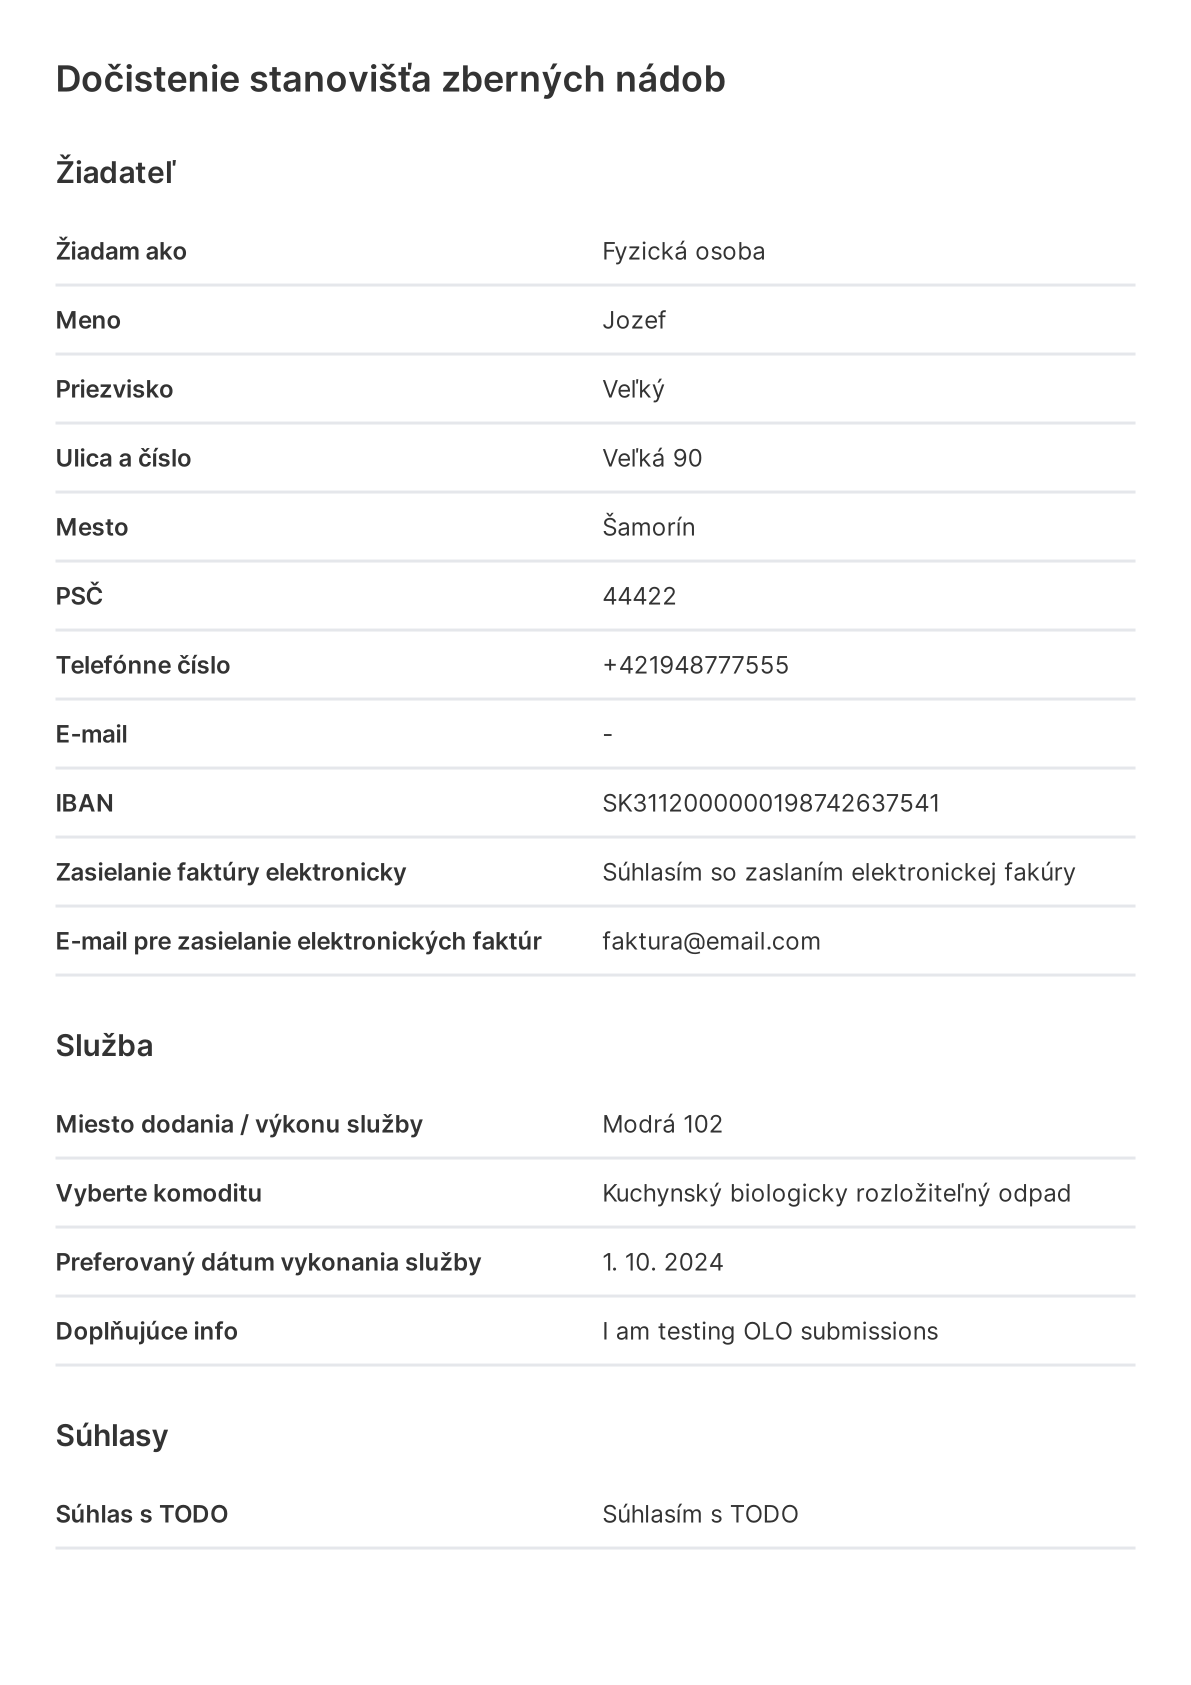 Dočistenie stanovišťa zberných nádob
Žiadateľ
Žiadam ako Fyzická osoba
Meno Jozef
Priezvisko Veľký
Ulica a číslo Veľká 90
Mesto Šamorín
PSČ 44422
Telefónne číslo +421948777555
E-mail -
IBAN SK3112000000198742637541
Zasielanie faktúry elektronicky Súhlasím so zaslaním elektronickej fakúry
E-mail pre zasielanie elektronických faktúr faktura@email.com
Služba
Miesto dodania / výkonu služby Modrá 102
Vyberte komoditu Kuchynský biologicky rozložiteľný odpad
Preferovaný dátum vykonania služby 1. 10. 2024
Doplňujúce info I am testing OLO submissions
Súhlasy
Súhlas s TODO Súhlasím s TODO